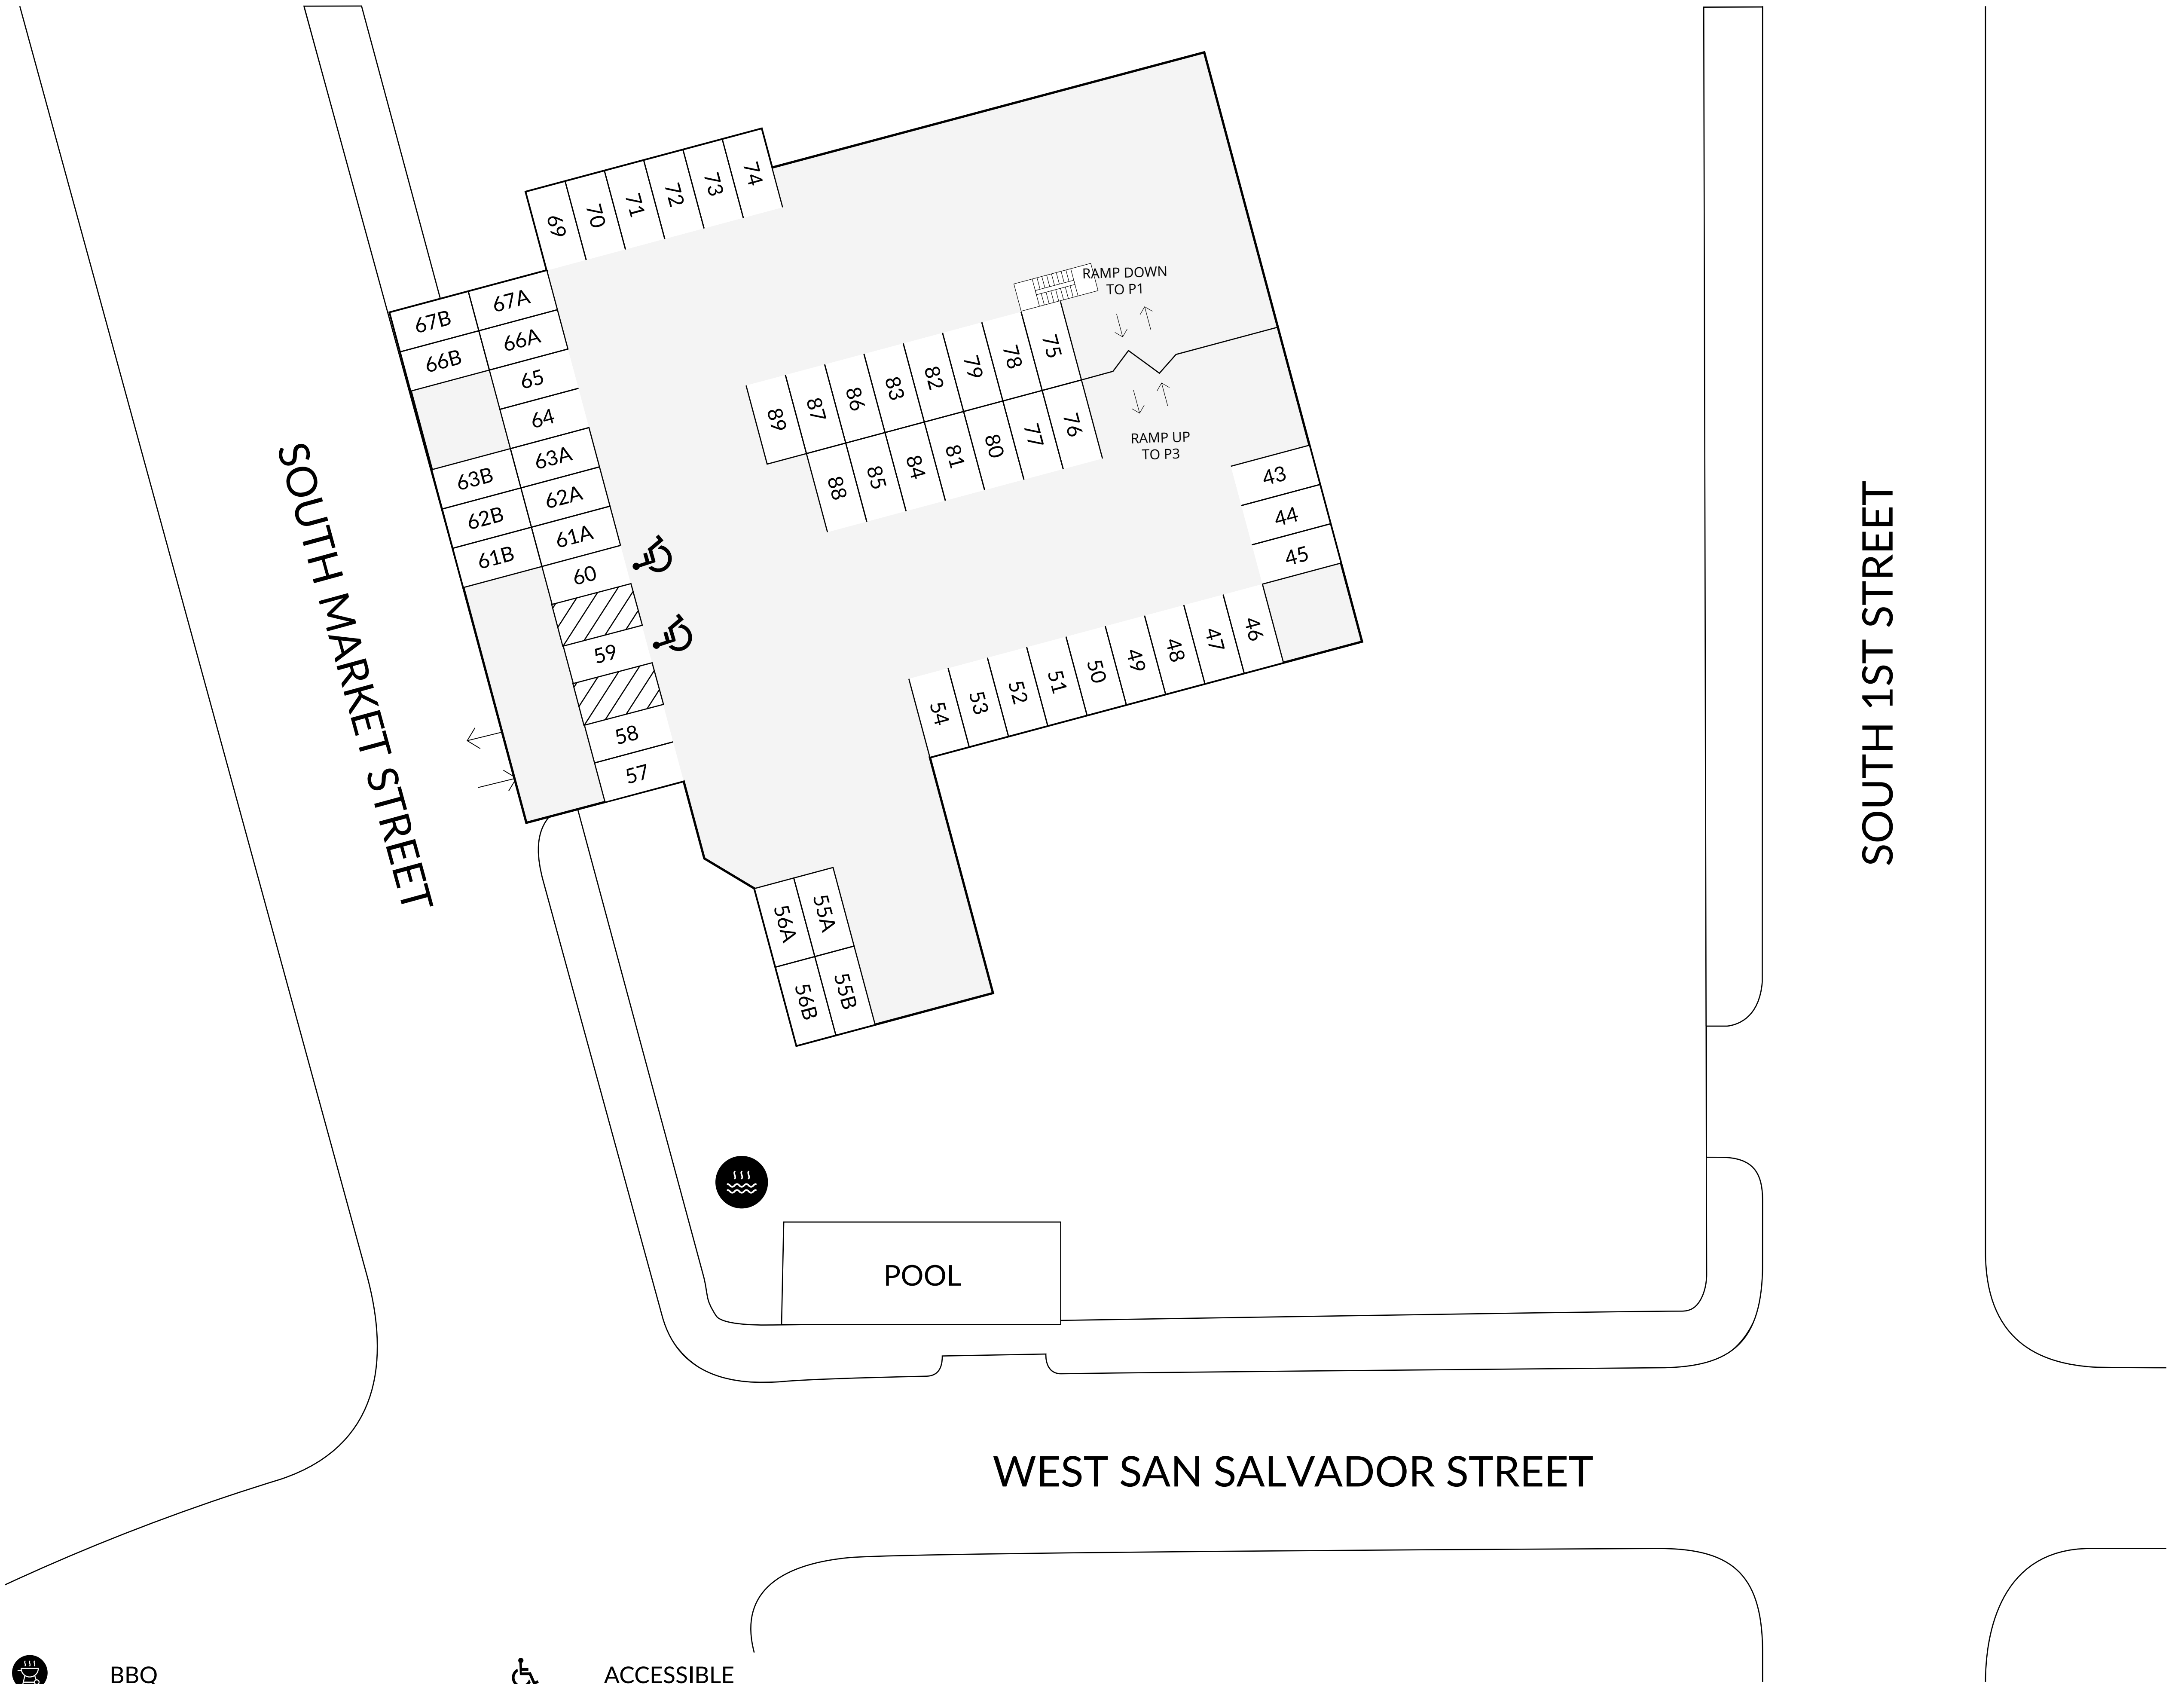 74
73
72
71
70
69
67A
67B
66A
66B
65
64
63A
63B
62A
62B
61A
61B
60
59
58
57
RAMP DOWN
TO P1
75
78
79
82
83
86
87
89
76
77
80
81
84
85
88
RAMP UP
TO P3
43
44
45
46
47
48
49
50
51
52
53
54
55A
56A
55B
56B
SOUTH MARKET STREET
SOUTH 1ST STREET
POOL
WEST SAN SALVADOR STREET
BBQ
ACCESSIBLE